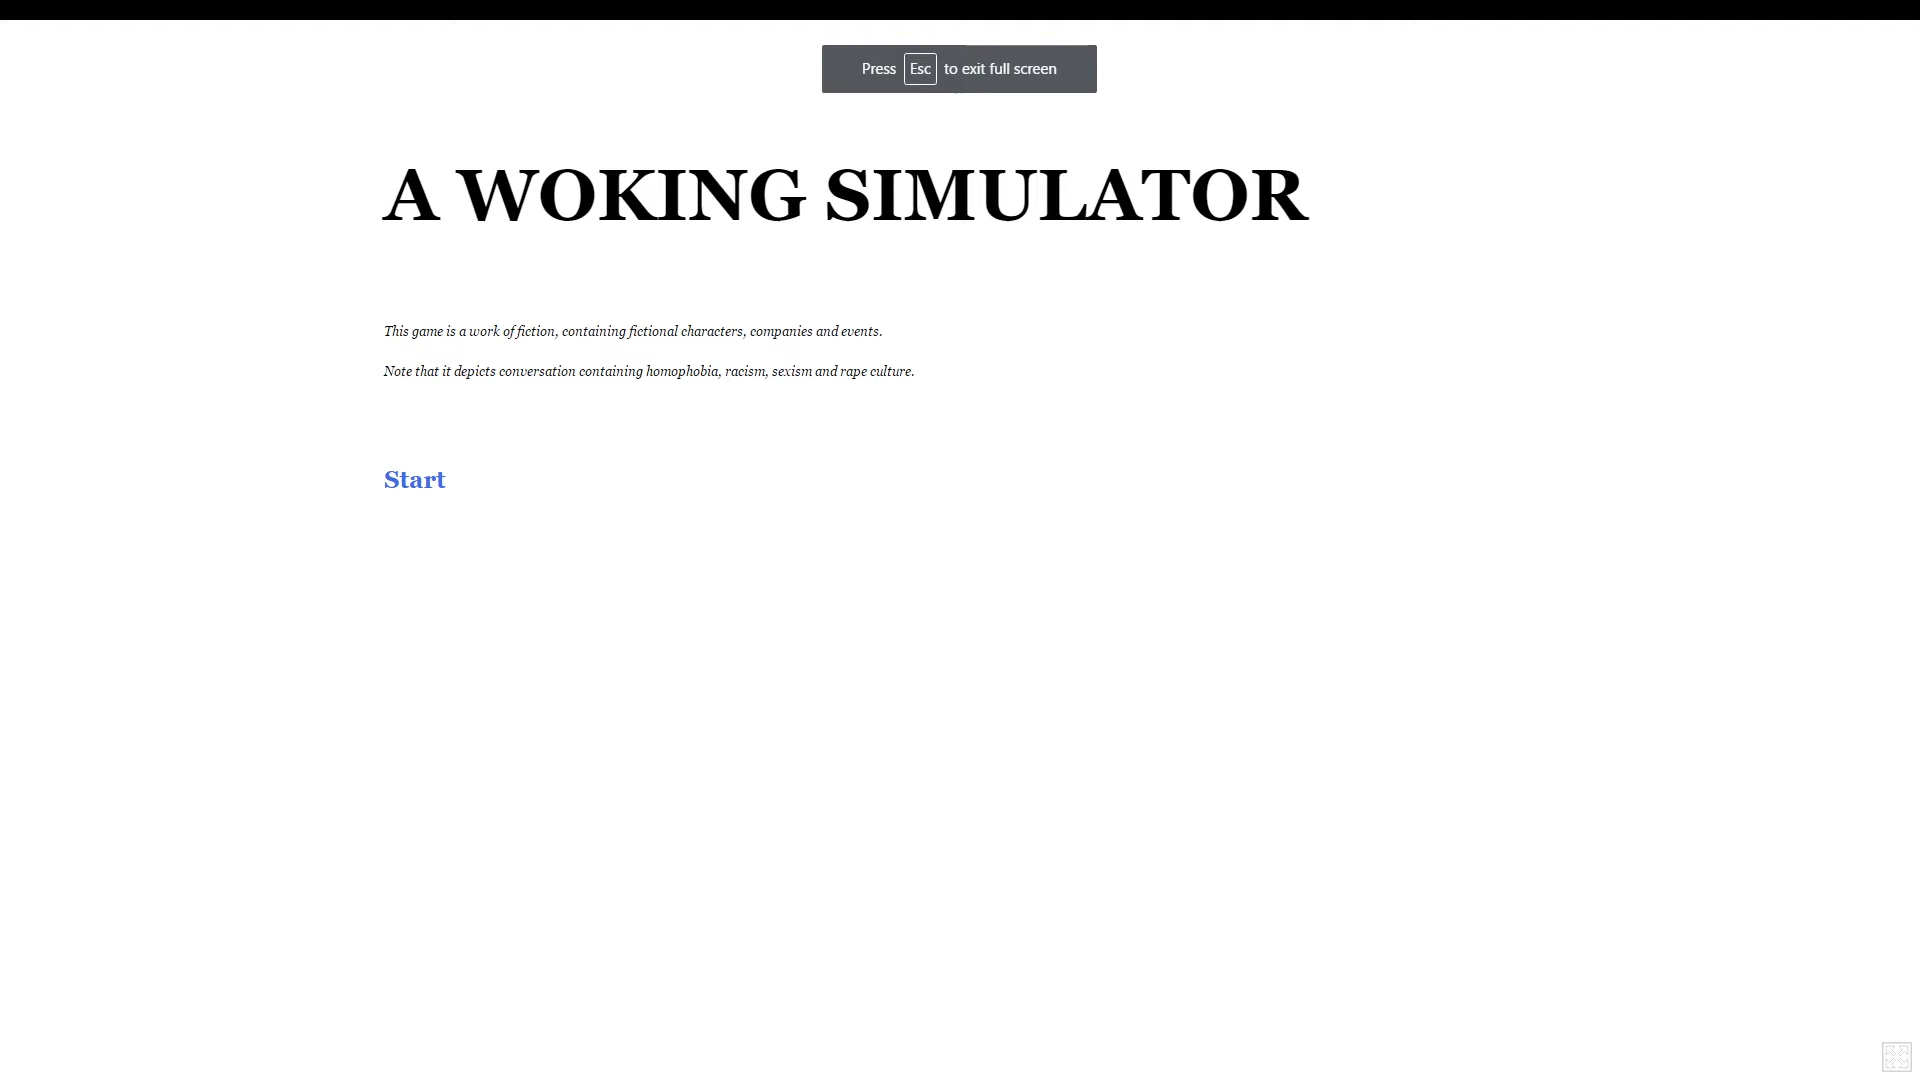 Press Esc to exit full screen
A WOKING SIMULATOR
This game is a work of fiction, containing fictional characters, companies and events.
Note that it depicts conversation containing homophobia, racism, sexism and rape culture.
Start